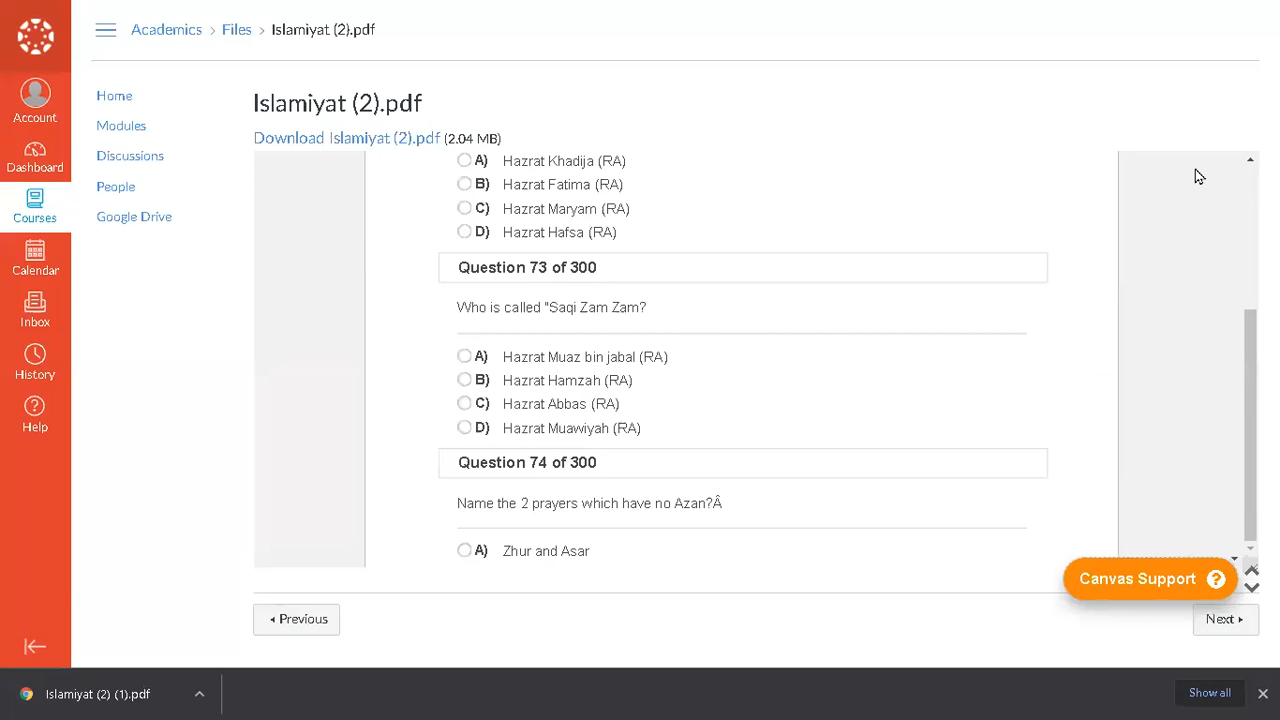 Academics > Files > Islamiyat (2).pdf
Account
Dashboard
Courses
Calendar
Inbox
History
Help
Home
Modules
Discussions
People
Google Drive
Islamiyat (2).pdf
Download Islamiyat (2).pdf (2.04 MB)
A) Hazrat Khadija (RA)
B) Hazrat Fatima (RA)
C) Hazrat Maryam (RA)
D) Hazrat Hafsa (RA)
Question 73 of 300
Who is called "Saqi Zam Zam?
A) Hazrat Muaz bin jabal (RA)
B) Hazrat Hamzah (RA)
C) Hazrat Abbas (RA)
D) Hazrat Muawiyah (RA)
Question 74 of 300
Name the 2 prayers which have no Azan?Â
A) Zhur and Asar
Canvas Support ?
Previous
Next
Islamiyat (2) (1).pdf
Show all